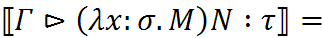 ⟦Γ ⊳ (λx: σ. M)N : τ⟧ =